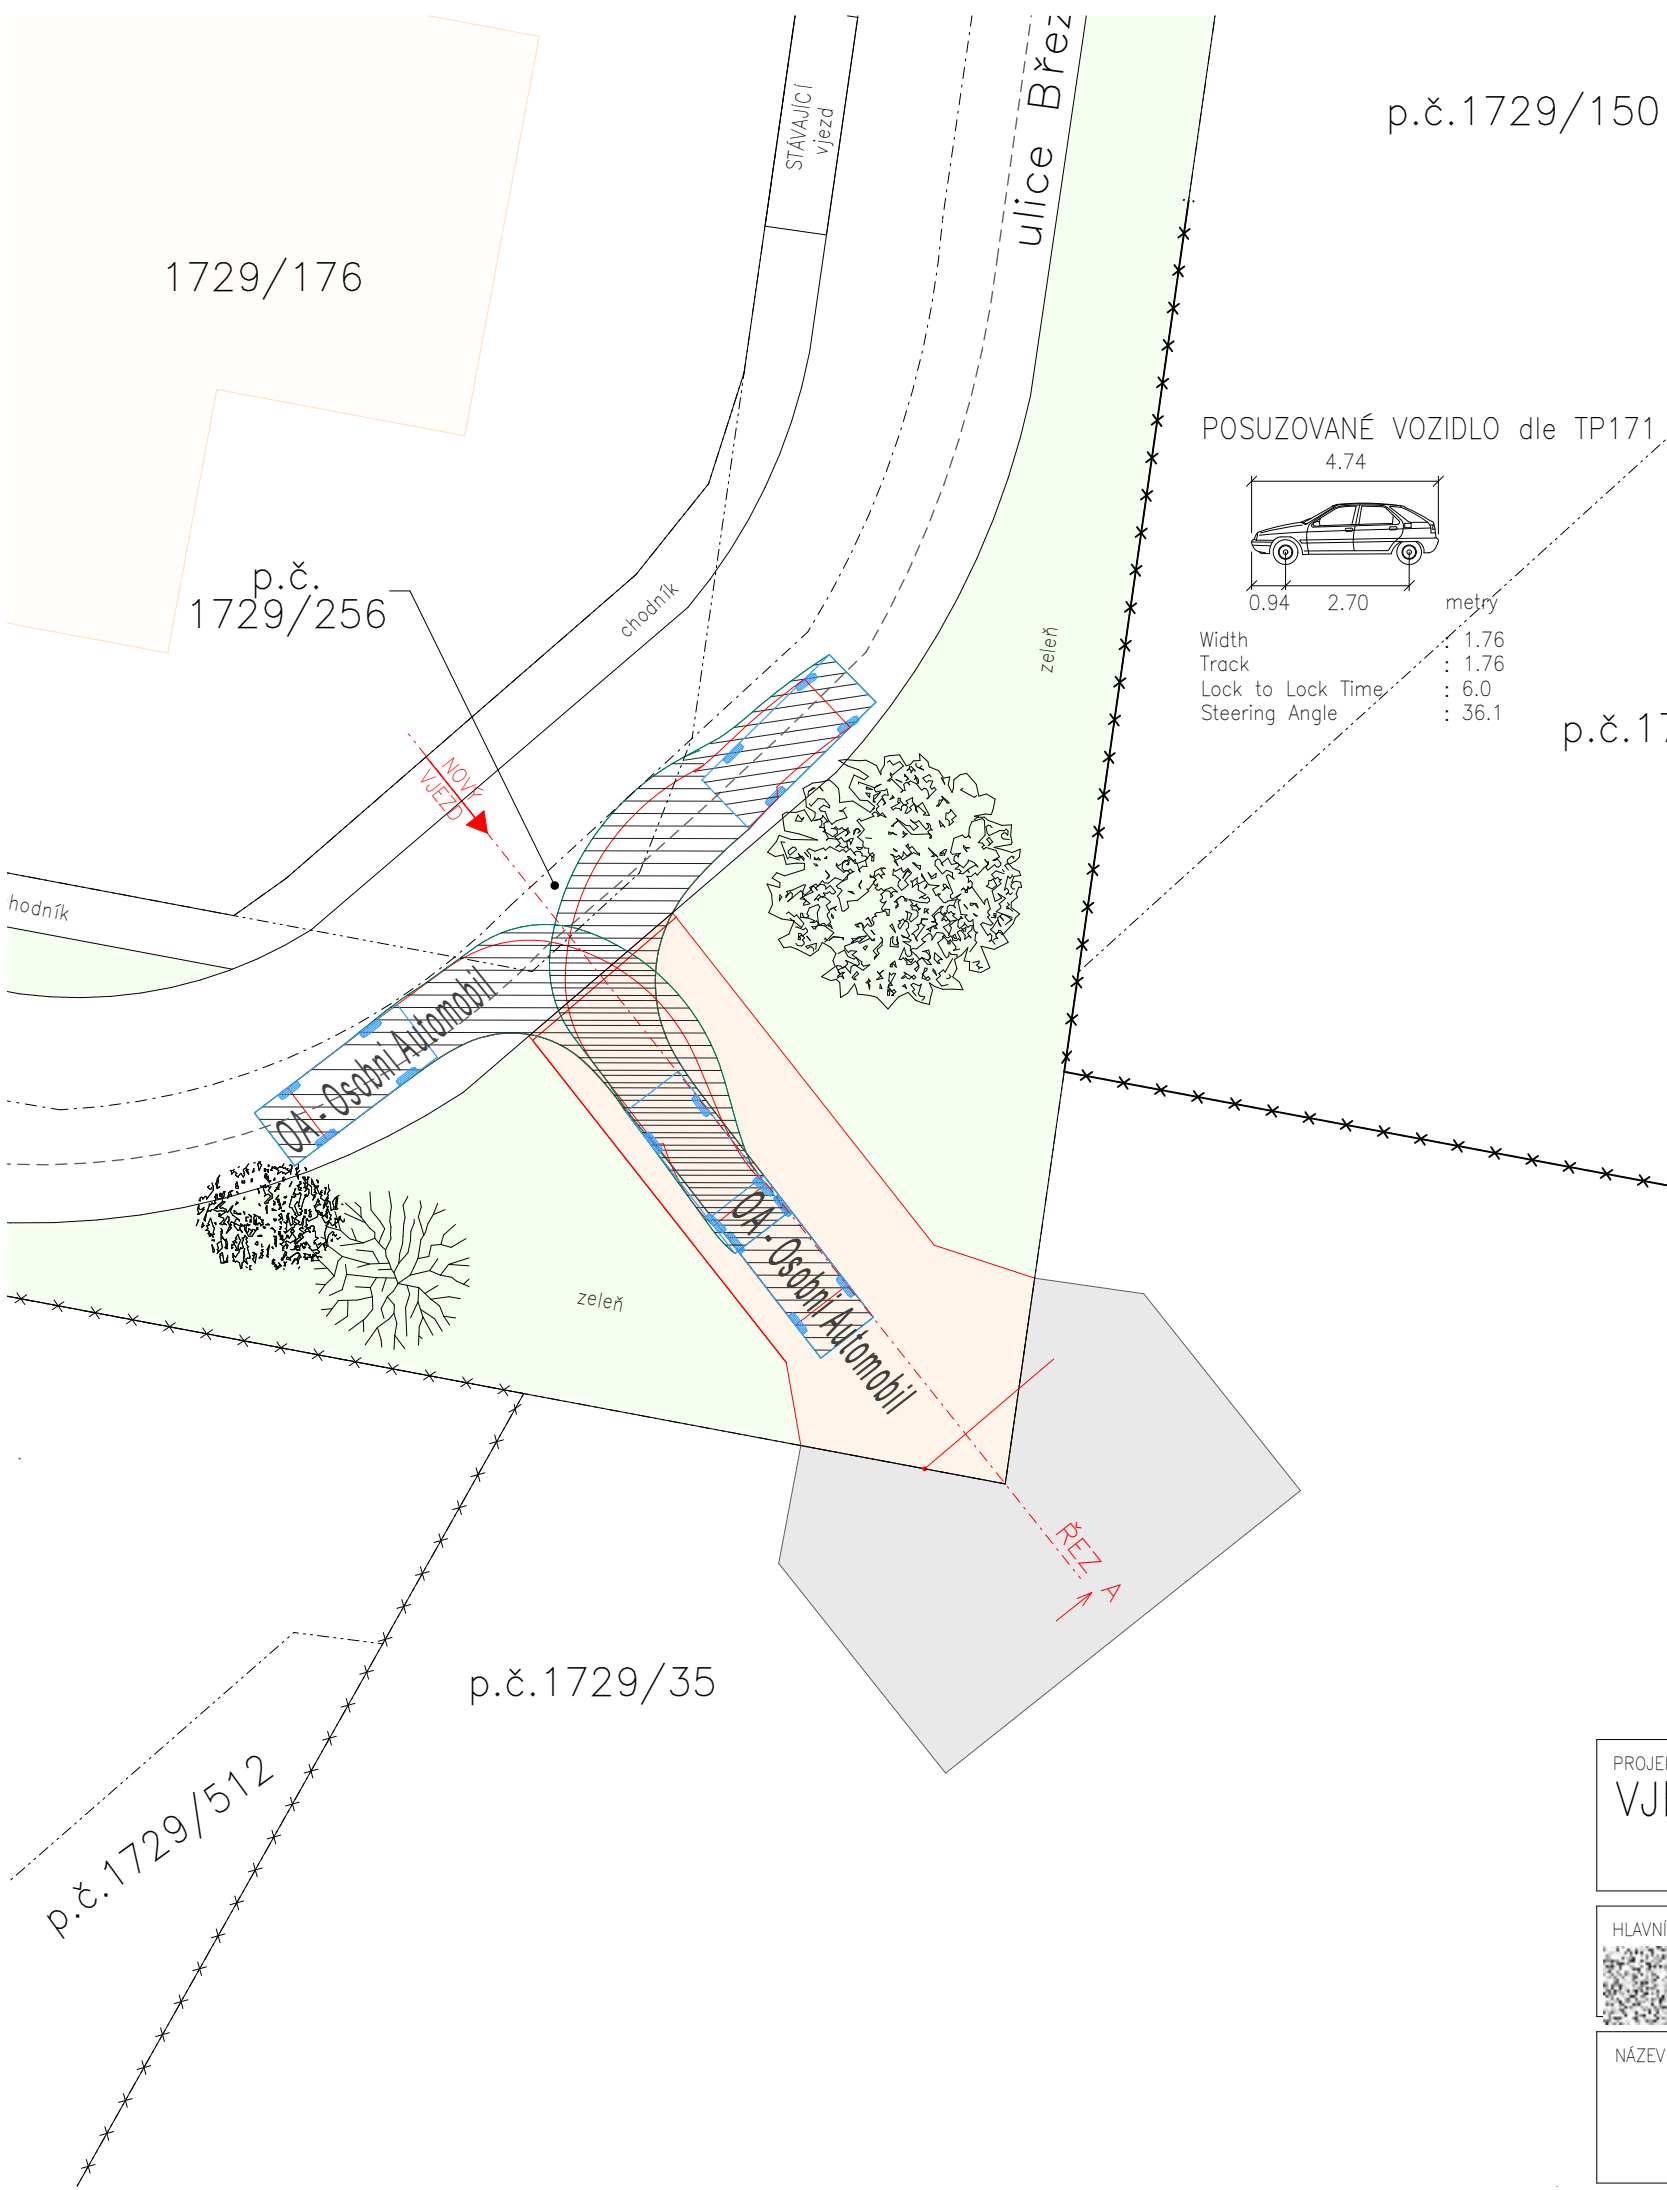 ulice Břez
STÁVAJÍCÍ
vjezd
p.č.1729/150
1729/176
POSUZOVANÉ VOZIDLO dle TP171
4.74
0.94 2.70 metry
Width : 1.76
Track : 1.76
Lock to Lock Time : 6.0
Steering Angle : 36.1
p.č.
1729/256
chodník
zeleň
p.č.17
NOVÝ
VJEZD
hodník
OA - Osobni Automobil
OA - Osobni Automobil
zeleň
ŘEZ A
p.č.1729/35
p.č.1729/512
PROJE
VJ
HLAVNÍ
NÁZEV